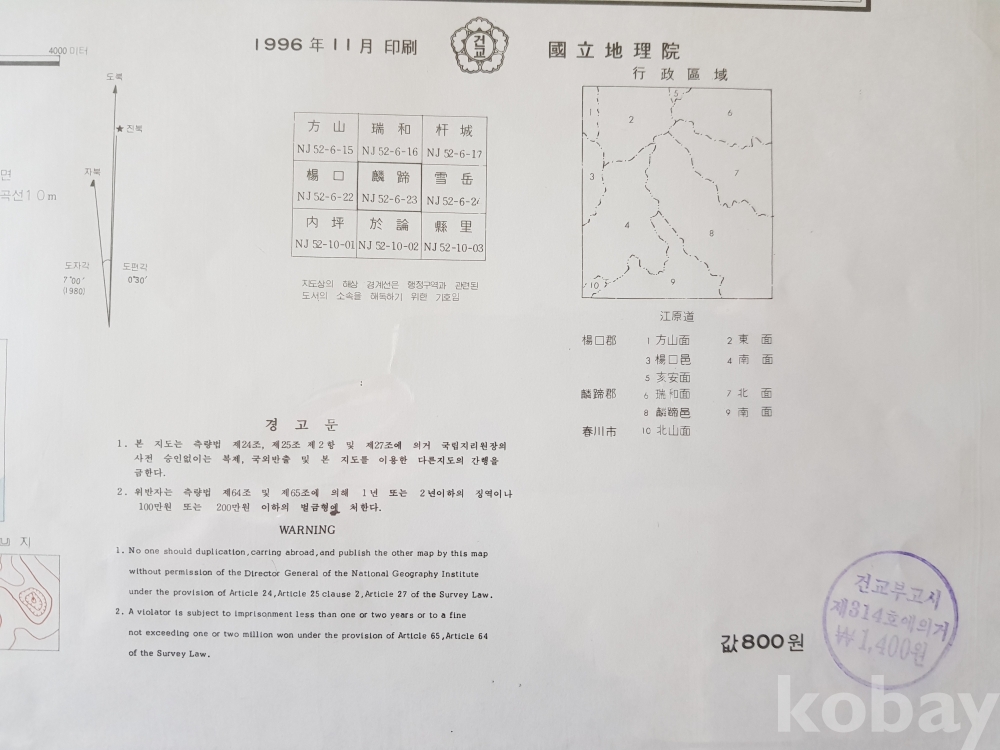 4000 미터
1996 年 11 月 印刷
건교
國立地理院
行政區域
도북
진북
자북
면
곡선10m
도자각
7°00′
(1980)
도편각
0°30′
方山 瑞和 杆城
NJ 52-6-15 NJ 52-6-16 NJ 52-6-17
楊口 麟蹄 雪岳
NJ 52-6-22 NJ 52-6-23 NJ 52-6-24
内坪 於論 縣里
NJ 52-10-01 NJ 52-10-02 NJ 52-10-03
지도상의 해상 경계선은 행정구역과 관련된
도서의 소속을 해독하기 위한 기호임
1
2
3
4
5
6
7
8
9
10
江原道
楊口郡 1 方山面 2 東面
3 楊口邑 4 南面
5 亥安面
麟蹄郡 6 瑞和面 7 北面
8 麟蹄邑 9 南面
春川市 10 北山面
경고문
1. 본 지도는 측량법 제24조, 제25조 제2항 및 제27조에 의거 국립지리원장의
사전 승인없이는 복제, 국외반출 및 본 지도를 이용한 다른지도의 간행을
금한다.
2. 위반자는 측량법 제64조 및 제65조에 의해 1년 또는 2년이하의 징역이나
100만원 또는 200만원 이하의 벌금형에 처한다.
WARNING
1. No one should duplication, carring abroad, and publish the other map by this map
without permission of the Director General of the National Geography Institute
under the provision of Article 24, Article 25 clause 2, Article 27 of the Survey Law.
2. A violator is subject to imprisonment less than one or two years or to a fine
not exceeding one or two million won under the provision of Article 65, Article 64
of the Survey Law.
지
값 800원
건교부고시
제314호에의거
₩1,400원
kobay